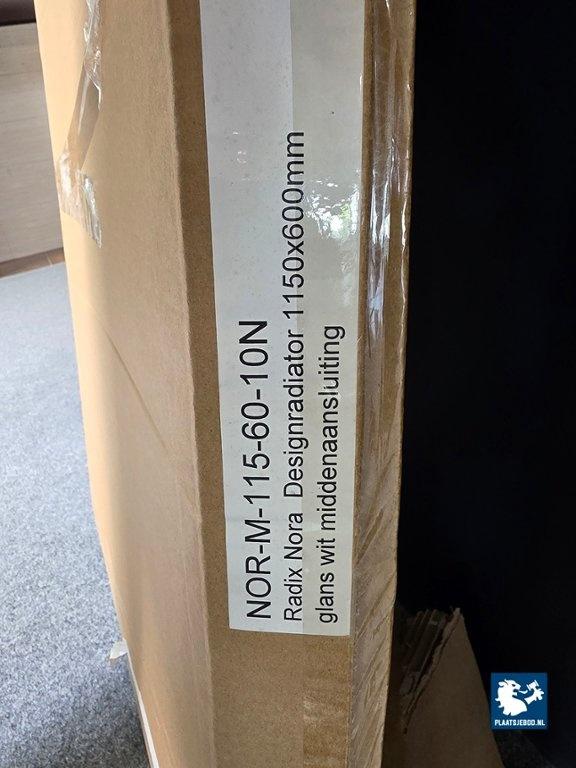 NOR-M-115-60-10N
Radix Nora Designradiator 1150x600mm
glans wit middenaansluiting
PLAATSJEBOD.NL